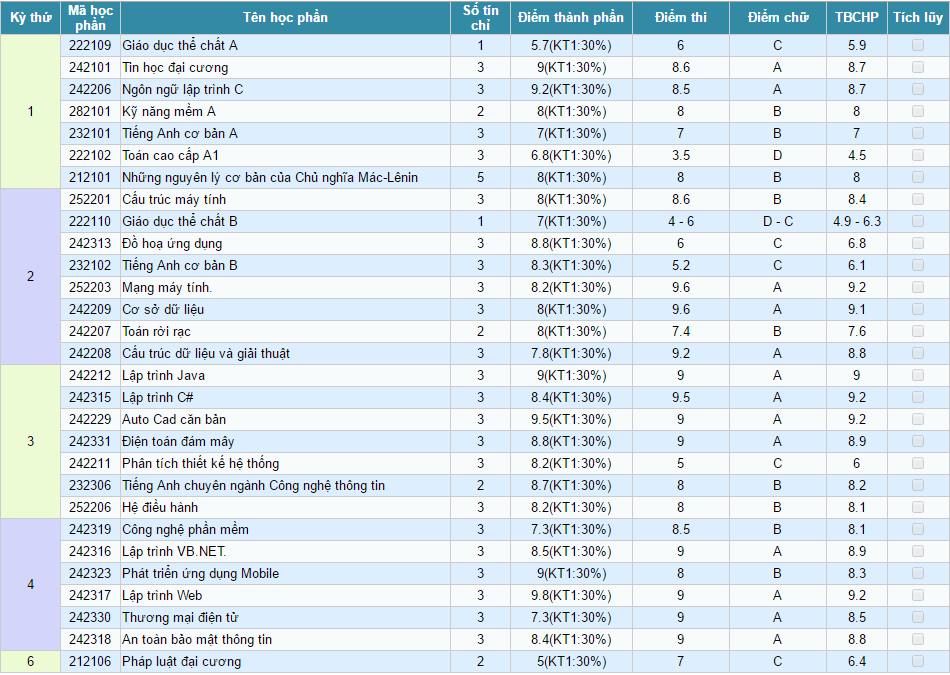 Kỳ thứ Mã học phần Tên học phần Số tín chỉ Điểm thành phần Điểm thi Điểm chữ TBCHP Tích lũy
1
222109 Giáo dục thể chất A 1 5.7(KT1:30%) 6 C 5.9
242101 Tin học đại cương 3 9(KT1:30%) 8.6 A 8.7
242206 Ngôn ngữ lập trình C 3 9.2(KT1:30%) 8.5 A 8.7
282101 Kỹ năng mềm A 2 8(KT1:30%) 8 B 8
232101 Tiếng Anh cơ bản A 3 7(KT1:30%) 7 B 7
222102 Toán cao cấp A1 3 6.8(KT1:30%) 3.5 D 4.5
212101 Những nguyên lý cơ bản của Chủ nghĩa Mác-Lênin 5 8(KT1:30%) 8 B 8
2
252201 Cấu trúc máy tính 3 8(KT1:30%) 8.6 B 8.4
222110 Giáo dục thể chất B 1 7(KT1:30%) 4 - 6 D - C 4.9 - 6.3
242313 Đồ hoạ ứng dụng 3 8.8(KT1:30%) 6 C 6.8
232102 Tiếng Anh cơ bản B 3 8.3(KT1:30%) 5.2 C 6.1
252203 Mạng máy tính. 3 8.2(KT1:30%) 9.6 A 9.2
242209 Cơ sở dữ liệu 3 8(KT1:30%) 9.6 A 9.1
242207 Toán rời rạc 2 8(KT1:30%) 7.4 B 7.6
242208 Cấu trúc dữ liệu và giải thuật 3 7.8(KT1:30%) 9.2 A 8.8
3
242212 Lập trình Java 3 9(KT1:30%) 9 A 9
242315 Lập trình C# 3 8.4(KT1:30%) 9.5 A 9.2
242229 Auto Cad căn bản 3 9.5(KT1:30%) 9 A 9.2
242331 Điện toán đám mây 3 8.8(KT1:30%) 9 A 8.9
242211 Phân tích thiết kế hệ thống 3 8.2(KT1:30%) 5 C 6
232306 Tiếng Anh chuyên ngành Công nghệ thông tin 2 8.7(KT1:30%) 8 B 8.2
252206 Hệ điều hành 3 8.2(KT1:30%) 8 B 8.1
4
242319 Công nghệ phần mềm 3 7.3(KT1:30%) 8.5 B 8.1
242316 Lập trình VB.NET. 3 8.5(KT1:30%) 9 A 8.9
242323 Phát triển ứng dụng Mobile 3 9(KT1:30%) 8 B 8.3
242317 Lập trình Web 3 9.8(KT1:30%) 9 A 9.2
242330 Thương mại điện tử 3 7.3(KT1:30%) 9 A 8.5
242318 An toàn bảo mật thông tin 3 8.4(KT1:30%) 9 A 8.8
6 212106 Pháp luật đại cương 2 5(KT1:30%) 7 C 6.4